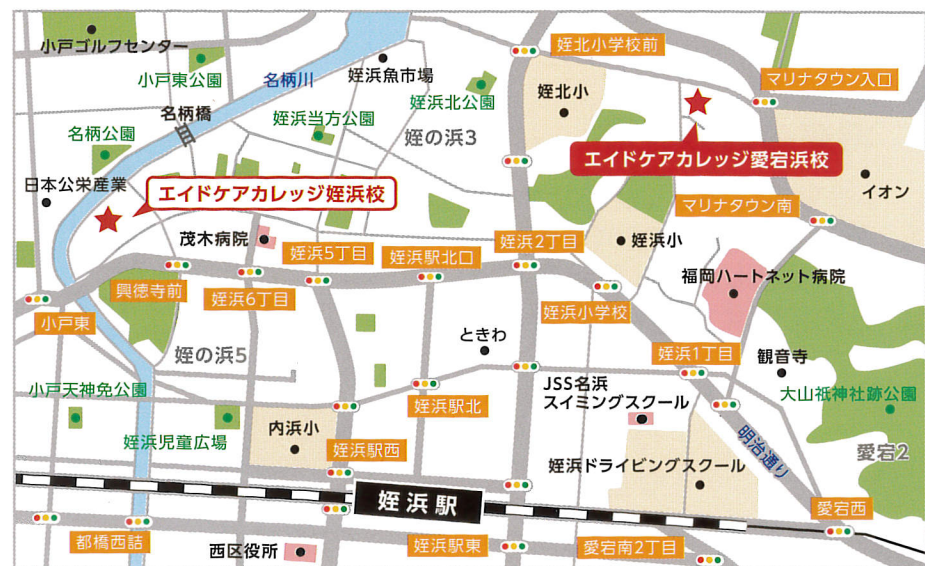 小戸ゴルフセンター
小戸東公園
名柄川
姪浜魚市場
姪北小学校前
マリナタウン入口
名柄橋
姪浜当方公園
姪浜北公園
姪北小
名柄公園
姪の浜3
エイドケアカレッジ愛宕浜校
イオン
日本公栄産業
エイドケアカレッジ姪浜校
マリナタウン南
茂木病院
姪浜5丁目
姪浜駅北口
姪浜2丁目
姪浜小
福岡ハートネット病院
興徳寺前
姪浜6丁目
姪浜小学校
小戸東
姪の浜5
ときわ
姪浜1丁目
観音寺
小戸天神免公園
姪浜駅北
JSS名浜
スイミングスクール
大山祇神社跡公園
姪浜児童広場
内浜小
姪浜駅西
明治通り
愛宕2
姪浜ドライビングスクール
姪浜駅
愛宕西
都橋西詰
西区役所
姪浜駅東
愛宕南2丁目